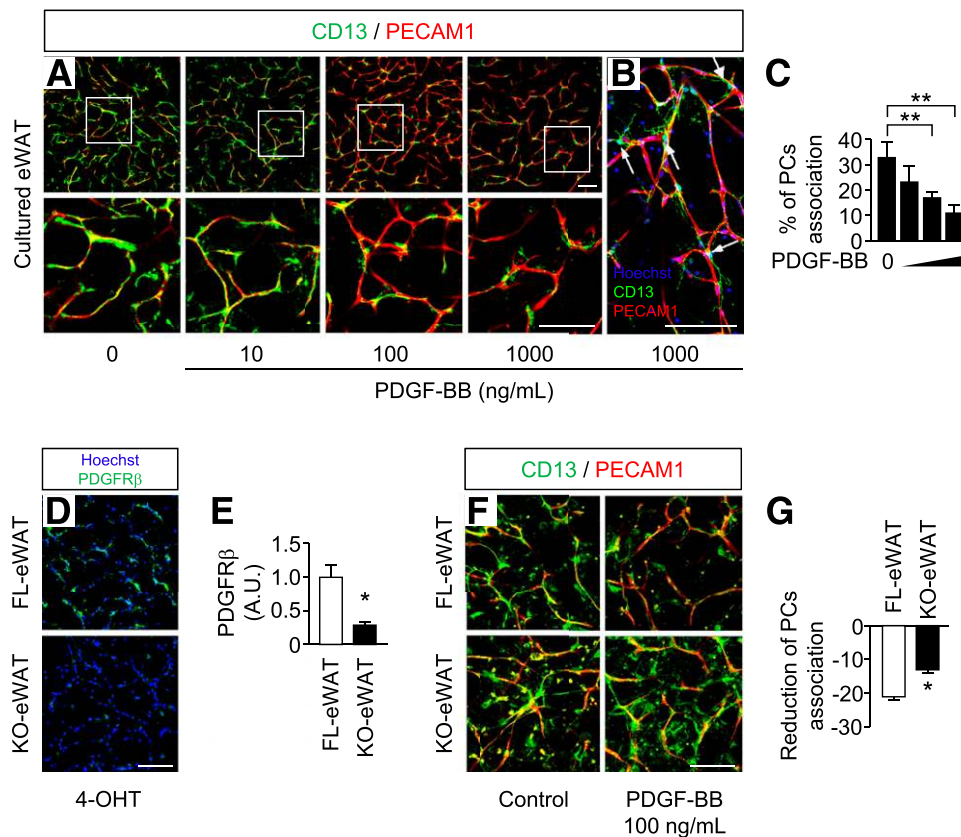 CD13 / PECAM1
A
B
C
Cultured eWAT
Hoechst
CD13
PECAM1
0
10
100
1000
1000
PDGF-BB (ng/mL)
% of PCs
association
**
**
40
30
20
10
0
PDGF-BB 0
Hoechst
PDGFRβ
D
FL-eWAT
KO-eWAT
4-OHT
E
PDGFRβ
(A.U.)
1.5
1.0
0.5
0
*
FL-eWAT
KO-eWAT
CD13 / PECAM1
F
FL-eWAT
KO-eWAT
Control
PDGF-BB
100 ng/mL
G
FL-eWAT
KO-eWAT
Reduction of PCs
association
0
-10
-20
-30
*